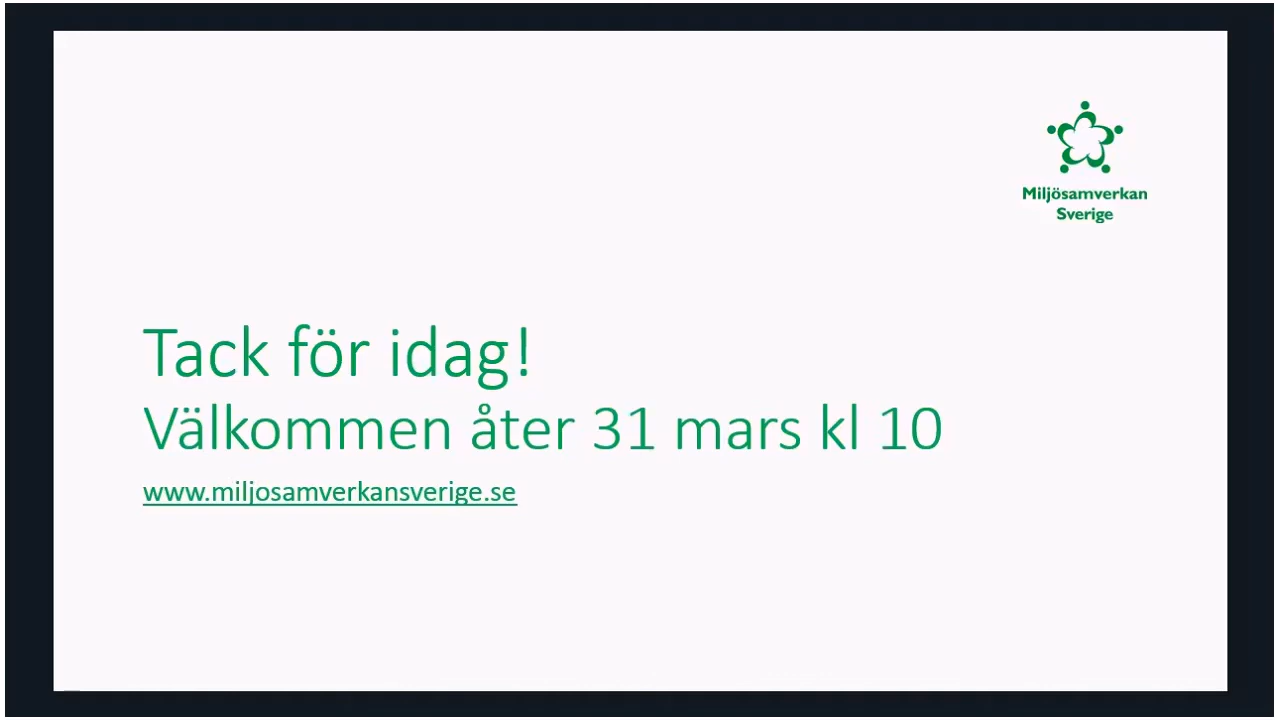 Miljösamverkan
Sverige
Tack för idag!
Välkommen åter 31 mars kl 10
www.miljosamverkansverige.se